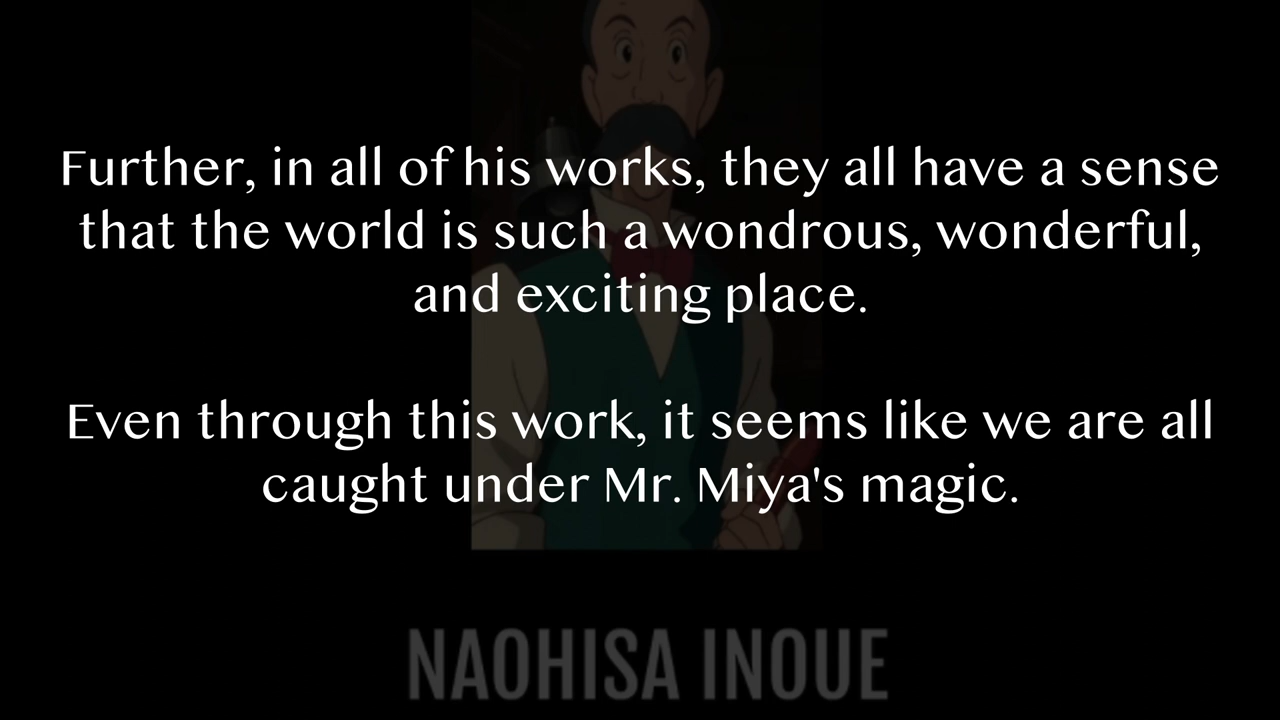 Further, in all of his works, they all have a sense
that the world is such a wondrous, wonderful,
and exciting place.
Even through this work, it seems like we are all
caught under Mr. Miya's magic.
NAOHISA INOUE